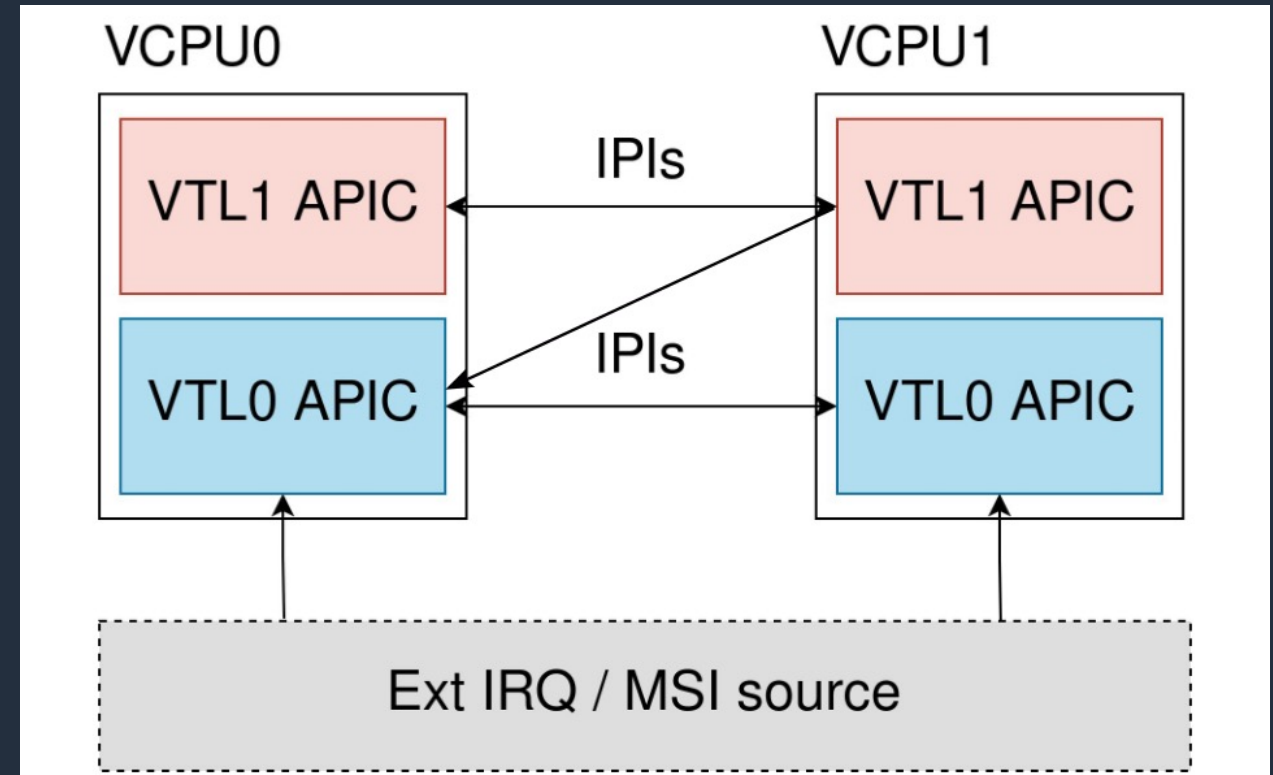 VCPU0
VCPU1
IPIs
VTL1 APIC
VTL1 APIC
IPIs
VTL0 APIC
VTL0 APIC
Ext IRQ / MSI source